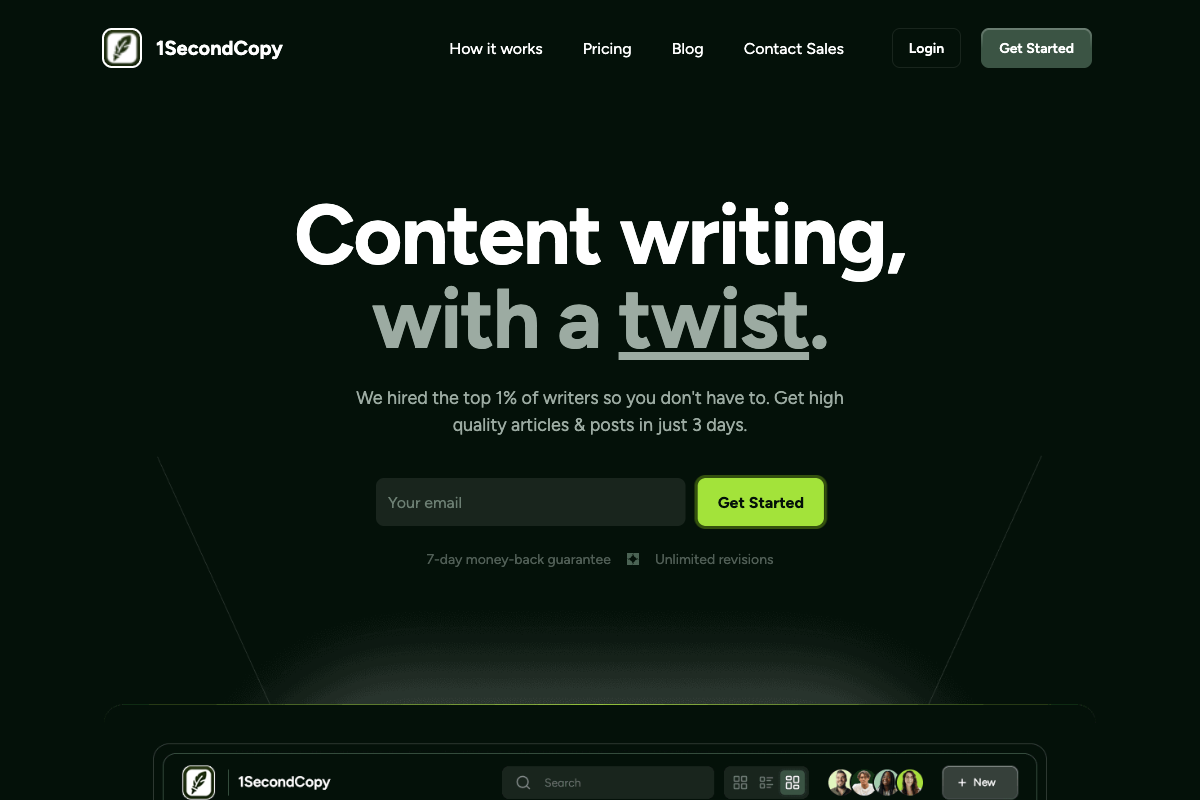 1SecondCopy
How it works
Pricing
Blog
Contact Sales
Login
Get Started
Content writing,
with a twist.
We hired the top 1% of writers so you don't have to. Get high
quality articles & posts in just 3 days.
Your email
Get Started
7-day money-back guarantee
Unlimited revisions
1SecondCopy
Search
+ New